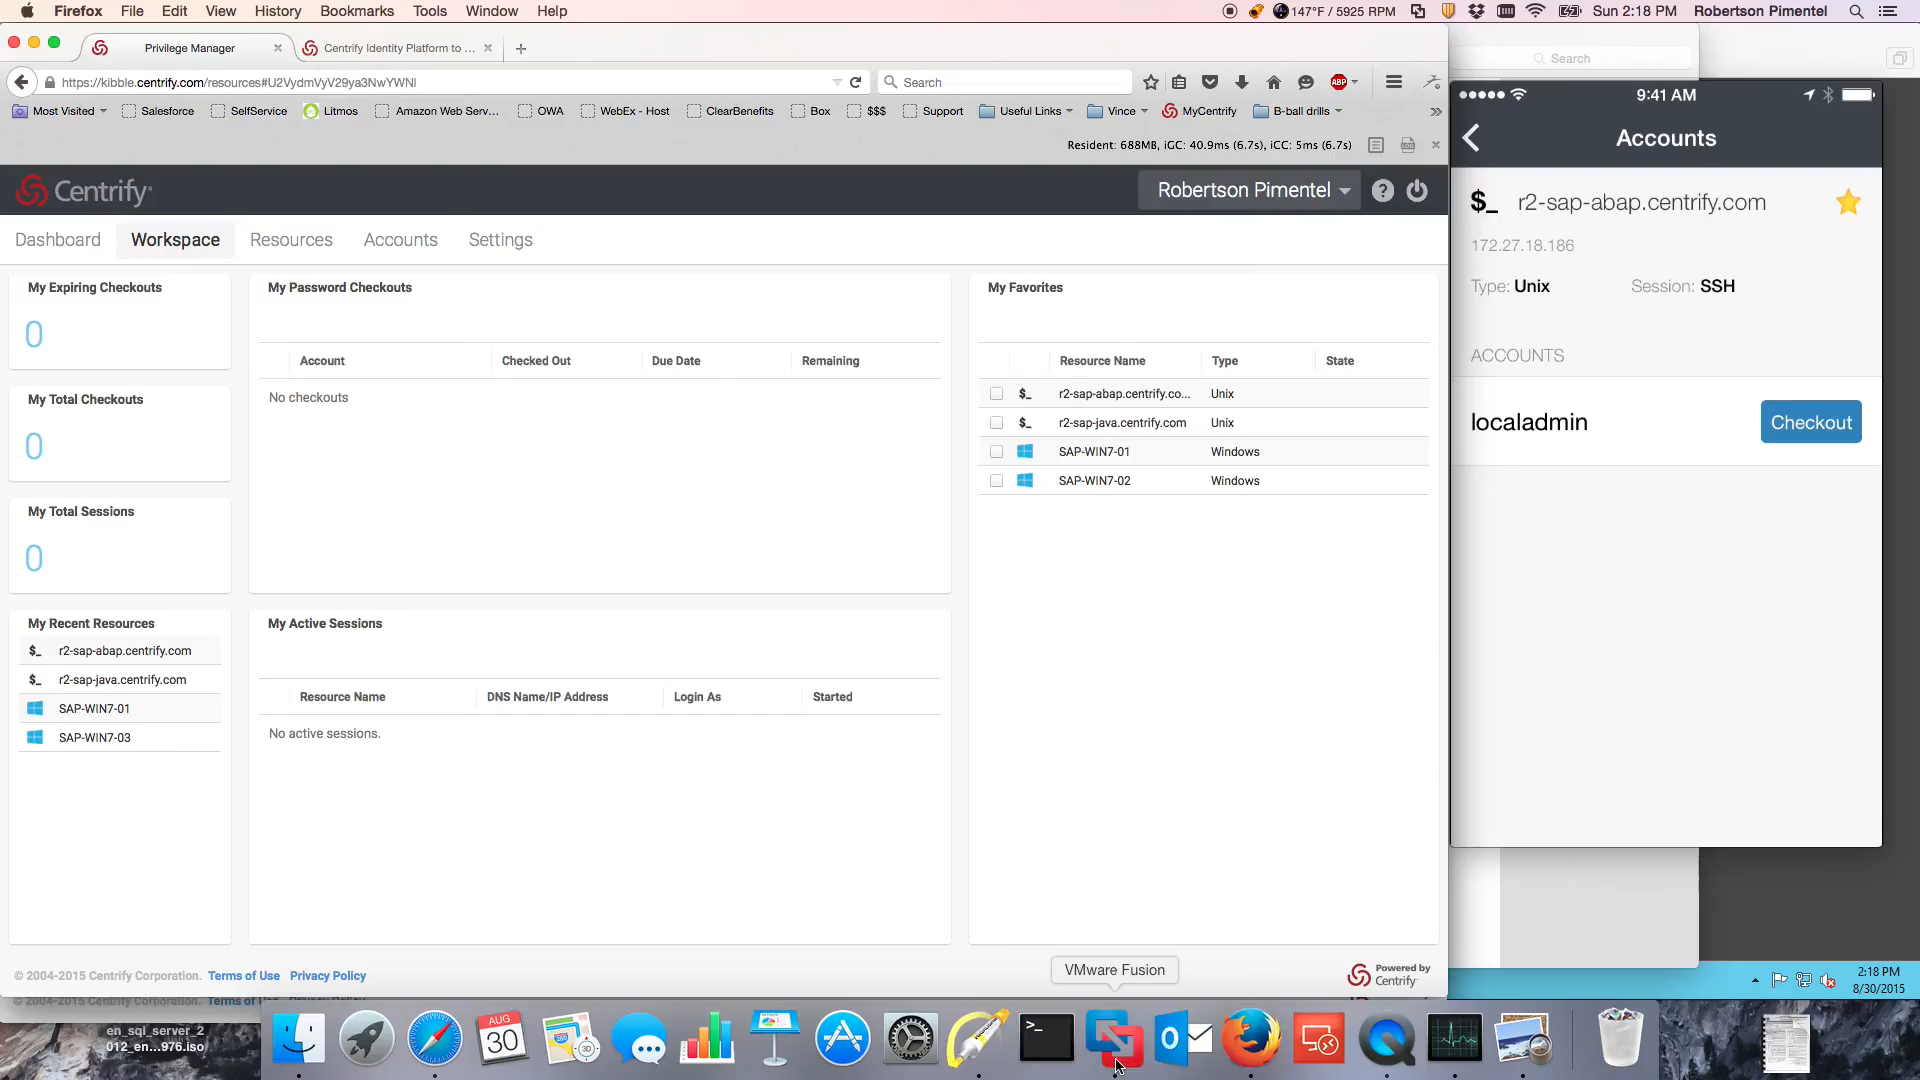 Firefox File Edit View History Bookmarks Tools Window Help
147°F / 5925 RPM Sun 2:18 PM Robertson Pimentel
Privilege Manager
Centrify Identity Platform to ...
https://kibble.centrify.com/resources#U2VydmVyV29ya3NwYWNl
Search
Search
Most Visited Salesforce SelfService Litmos Amazon Web Serv... OWA WebEx - Host ClearBenefits Box $$$ Support Useful Links Vince MyCentrify B-ball drills
Resident: 688MB, iGC: 40.9ms (6.7s), iCC: 5ms (6.7s)
Centrify
Robertson Pimentel
Dashboard Workspace Resources Accounts Settings
My Expiring Checkouts
0
My Total Checkouts
0
My Total Sessions
0
My Recent Resources
$_ r2-sap-abap.centrify.com
$_ r2-sap-java.centrify.com
SAP-WIN7-01
SAP-WIN7-03
My Password Checkouts
Account Checked Out Due Date Remaining
No checkouts
My Active Sessions
Resource Name DNS Name/IP Address Login As Started
No active sessions.
My Favorites
Resource Name Type State
$_ r2-sap-abap.centrify.co... Unix
$_ r2-sap-java.centrify.com Unix
SAP-WIN7-01 Windows
SAP-WIN7-02 Windows
© 2004-2015 Centrify Corporation. Terms of Use Privacy Policy
Powered by
Centrify
VMware Fusion
9:41 AM
Accounts
$_ r2-sap-abap.centrify.com
172.27.18.186
Type: Unix Session: SSH
ACCOUNTS
localadmin Checkout
2:18 PM
8/30/2015
© 2004-2015 Centrify Corporation.
en_sql_server_2
012_en...976.iso
AUG
30